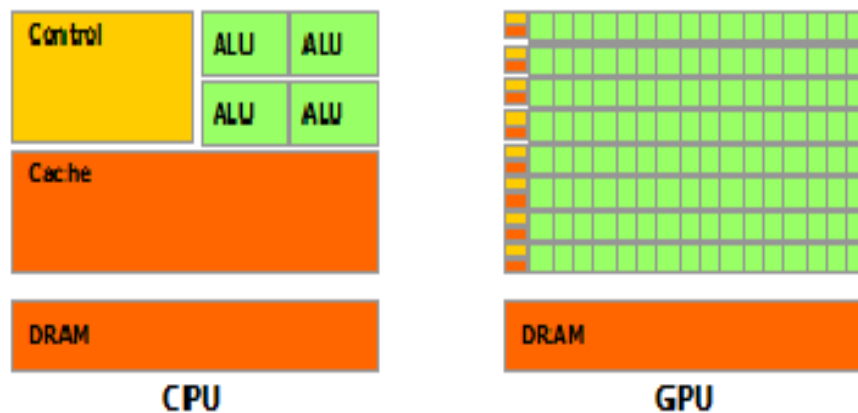 Control
ALU ALU
ALU ALU
Cache
DRAM
CPU
DRAM
GPU